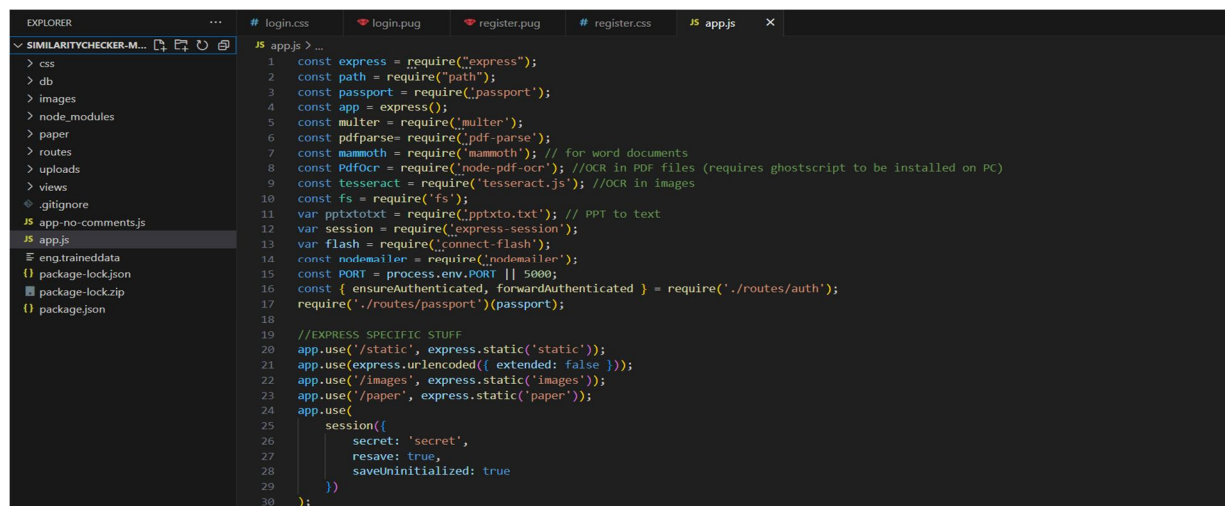 EXPLORER ...
SIMILARITYCHECKER-M...
css
db
images
node_modules
paper
routes
uploads
views
.gitignore
JS app-no-comments.js
JS app.js
eng.traineddata
{} package-lock.json
package-lock.zip
{} package.json
# login.css login.pug register.pug # register.css JS app.js ×
JS app.js > ...
1 const express = require("express");
2 const path = require("path");
3 const passport = require('passport');
4 const app = express();
5 const multer = require('multer');
6 const pdfparse= require('pdf-parse');
7 const mammoth = require('mammoth'); // for word documents
8 const PdfOcr = require('node-pdf-ocr'); //OCR in PDF files (requires ghostscript to be installed on PC)
9 const tesseract = require('tesseract.js'); //OCR in images
10 const fs = require('fs');
11 var pptxtotxt = require('pptxto.txt'); // PPT to text
12 var session = require('express-session');
13 var flash = require('connect-flash');
14 const nodemailer = require('nodemailer');
15 const PORT = process.env.PORT || 5000;
16 const { ensureAuthenticated, forwardAuthenticated } = require('./routes/auth');
17 require('./routes/passport')(passport);
18
19 //EXPRESS SPECIFIC STUFF
20 app.use('/static', express.static('static'));
21 app.use(express.urlencoded({ extended: false }));
22 app.use('/images', express.static('images'));
23 app.use('/paper', express.static('paper'));
24 app.use(
25 session({
26 secret: 'secret',
27 resave: true,
28 saveUninitialized: true
29 })
30 );